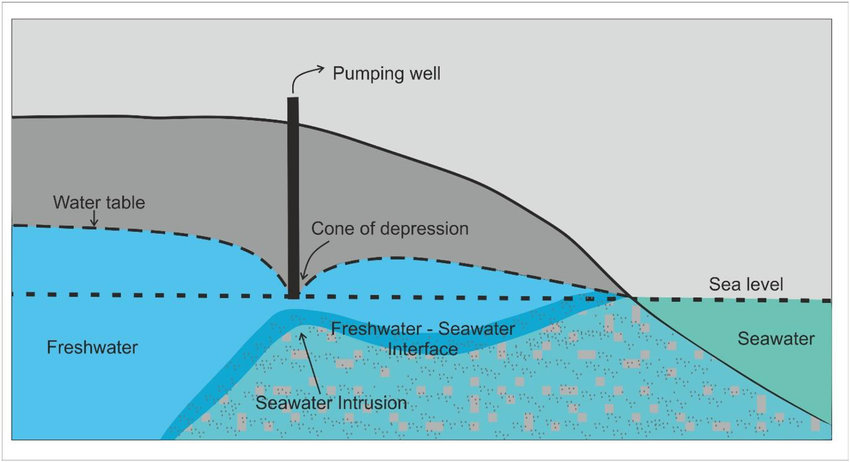 Pumping well
Water table
Cone of depression
Sea level
Freshwater - Seawater
Interface
Freshwater
Seawater
Seawater Intrusion